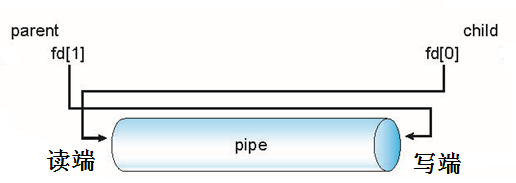 parent child
fd[1] fd[0]
pipe
读端 写端